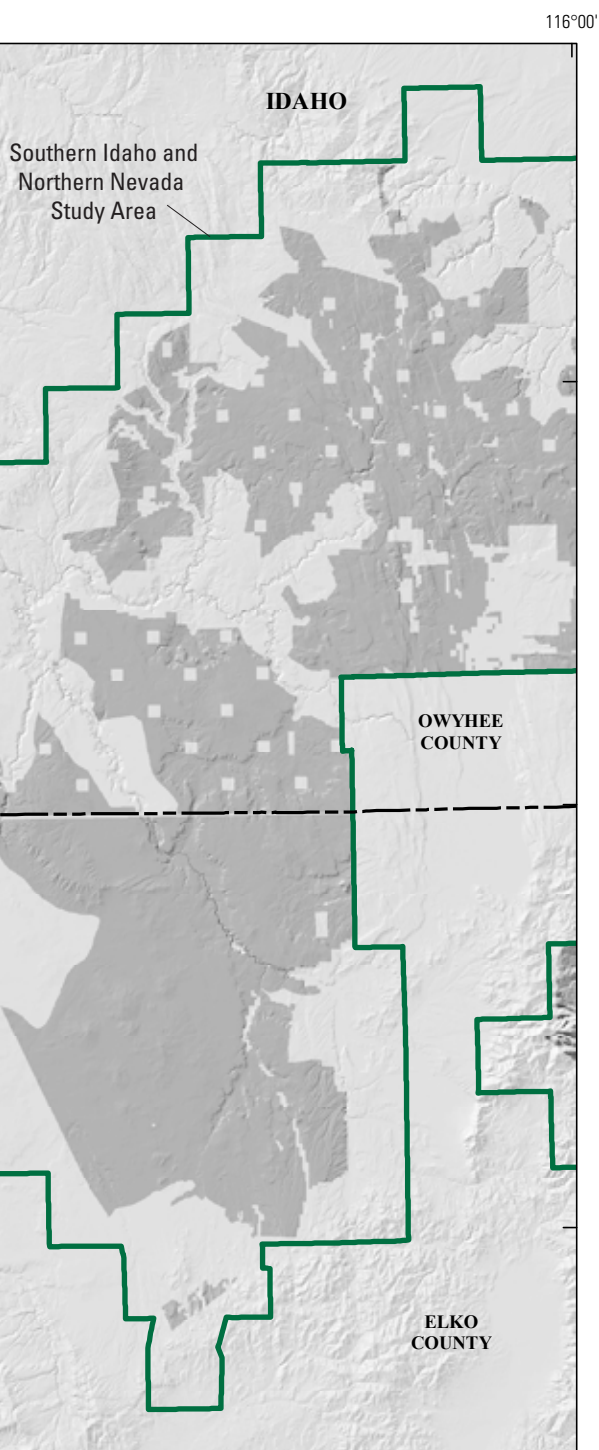 116°00'
IDAHO
Southern Idaho and
Northern Nevada
Study Area
OWYHEE
COUNTY
ELKO
COUNTY